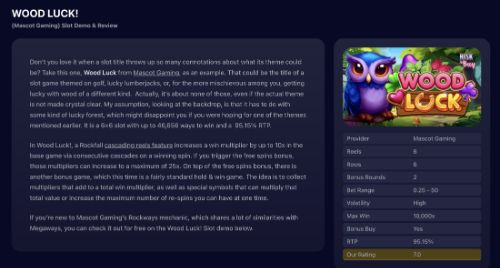 WOOD LUCK!
(Mascot Gaming) Slot Demo & Review
Don't you love it when a slot title throws up so many connotations about what its theme could
be? Take this one, Wood Luck from Mascot Gaming, as an example. That could be the title of a
slot game themed on golf, lucky lumberjacks, or, for the more mischievous among you, getting
lucky with wood of a different kind. Actually, it's about none of those, even if the actual theme
is not made crystal clear. My assumption, looking at the backdrop, is that it has to do with
some kind of lucky forest, which might disappoint you if you were hoping for one of the themes
mentioned earlier. It is a 6×6 slot with up to 46,656 ways to win and a 95.15% RTP.
In Wood Luck!, a Rockfall cascading reels feature increases a win multiplier by up to 10x in the
base game via consecutive cascades on a winning spin. If you trigger the free spins bonus,
those multipliers can increase to a maximum of 25x. On top of the free spins bonus, there is
another bonus game, which this time is a fairly standard hold & win game. The idea is to collect
multipliers that add to a total win multiplier, as well as special symbols that can multiply that
total value or increase the maximum number of re-spins you can have at one time.
If you're new to Mascot Gaming's Rockways mechanic, which shares a lot of similarities with
Megaways, you can check it out for free on the Wood Luck! Slot demo below.
RISK
Buy
WOOD
LUCK
Provider Mascot Gaming
Reels 6
Rows 6
Bonus Rounds 2
Bet Range 0.25 - 50
Volatility High
Max Win 10,000x
Bonus Buy Yes
RTP 95.15%
Our Rating 7.0